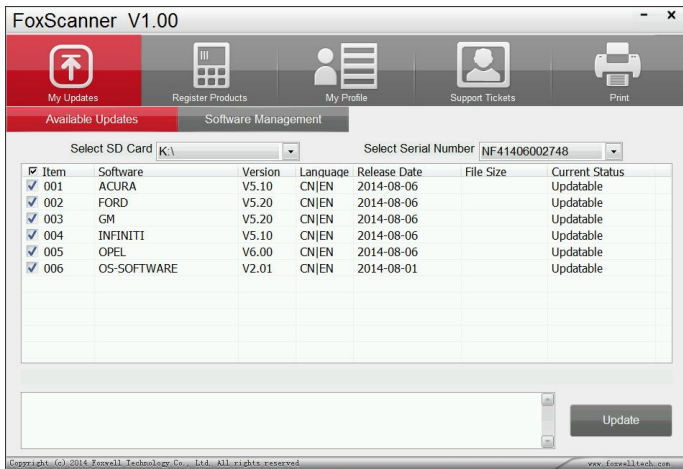 FoxScanner V1.00
My Updates Register Products My Profile Support Tickets Print
Available Updates Software Management
Select SD Card K:\ Select Serial Number NF41406002748
Item Software Version Language Release Date File Size Current Status
001 ACURA V5.10 CN|EN 2014-08-06 Updatable
002 FORD V5.20 CN|EN 2014-08-06 Updatable
003 GM V5.20 CN|EN 2014-08-06 Updatable
004 INFINITI V5.10 CN|EN 2014-08-06 Updatable
005 OPEL V6.00 CN|EN 2014-08-06 Updatable
006 OS-SOFTWARE V2.01 CN|EN 2014-08-01 Updatable
Update
Copyright (c) 2014 Foxwell Technology Co., Ltd. All rights reserved www.foxwelltech.com